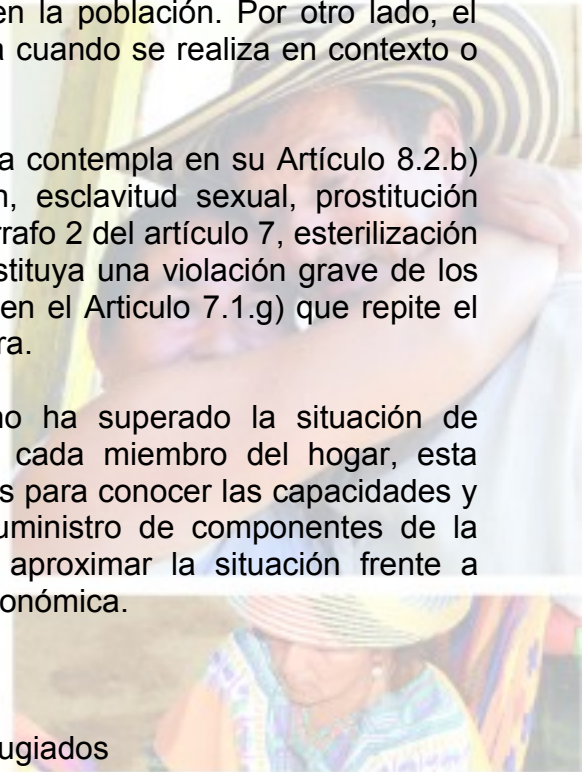 en la población. Por otro lado, el
cuando se realiza en contexto o
a contempla en su Artículo 8.2.b)
esclavitud sexual, prostitución
rrafo 2 del artículo 7, esterilización
stituya una violación grave de los
en el Articulo 7.1.g) que repite el
ra.
no ha superado la situación de
cada miembro del hogar, esta
s para conocer las capacidades y
uministro de componentes de la
aproximar la situación frente a
onómica.
ugiados